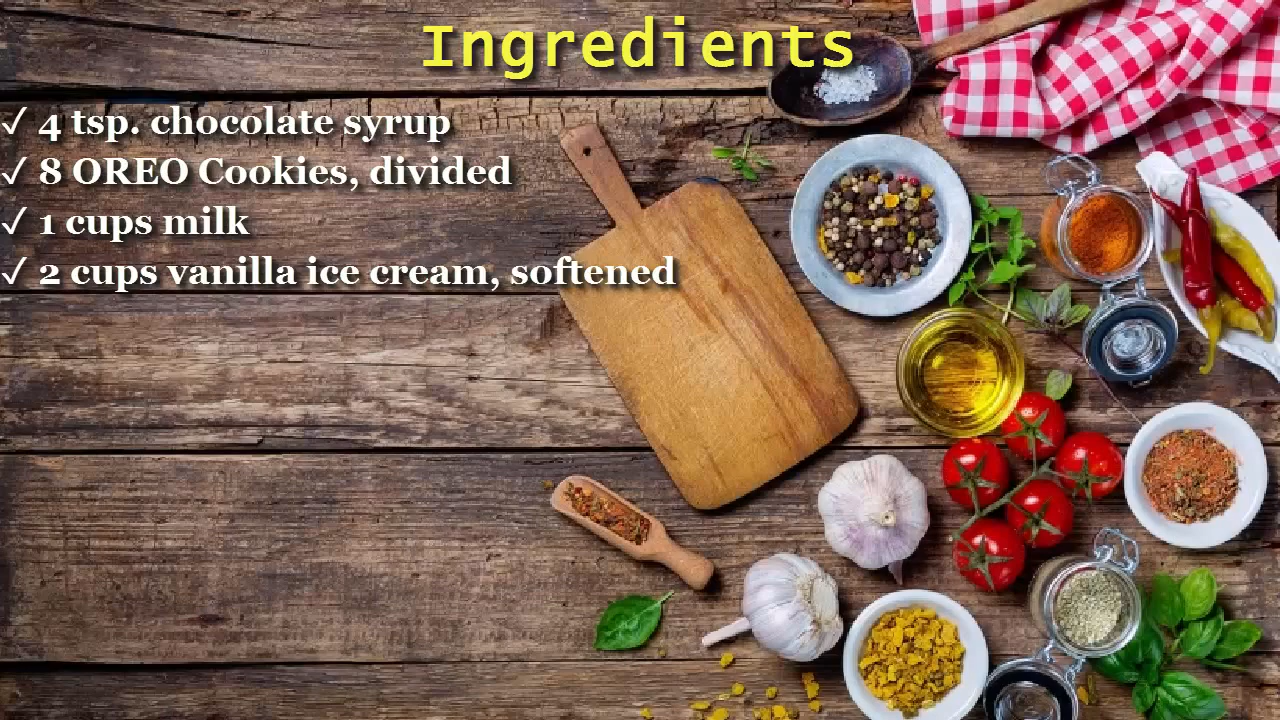 Ingredients
✓ 4 tsp. chocolate syrup
✓ 8 OREO Cookies, divided
✓ 1 cups milk
✓ 2 cups vanilla ice cream, softened